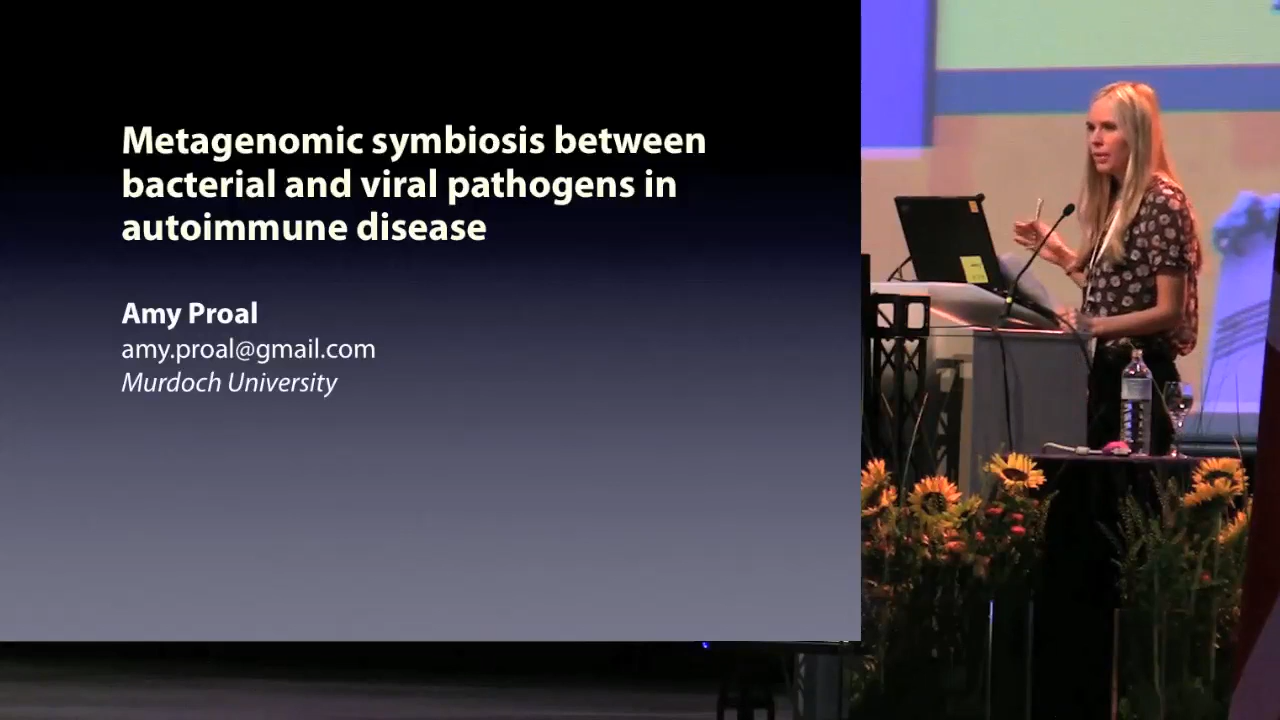 Metagenomic symbiosis between
bacterial and viral pathogens in
autoimmune disease
Amy Proal
amy.proal@gmail.com
Murdoch University